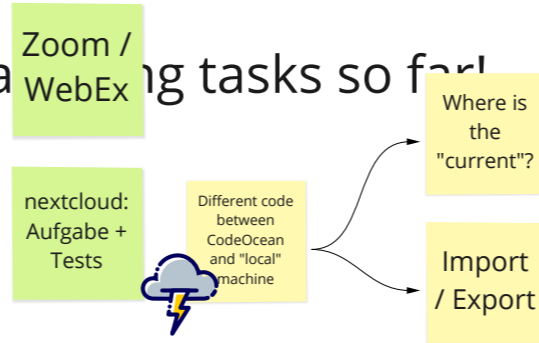 Zoom /
WebEx
ng tasks so far!
nextcloud:
Aufgabe +
Tests
Different code
between
CodeOcean
and "local"
machine
Where is
the
"current"?
Import
/ Export